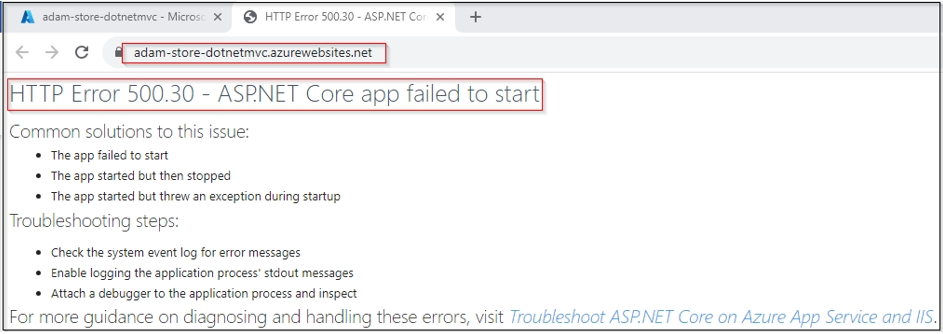 adam-store-dotnetmvc - Microso
HTTP Error 500.30 - ASP.NET Cor
adam-store-dotnetmvc.azurewebsites.net
HTTP Error 500.30 - ASP.NET Core app failed to start
Common solutions to this issue:
• The app failed to start
• The app started but then stopped
• The app started but threw an exception during startup
Troubleshooting steps:
• Check the system event log for error messages
• Enable logging the application process' stdout messages
• Attach a debugger to the application process and inspect
For more guidance on diagnosing and handling these errors, visit Troubleshoot ASP.NET Core on Azure App Service and IIS.